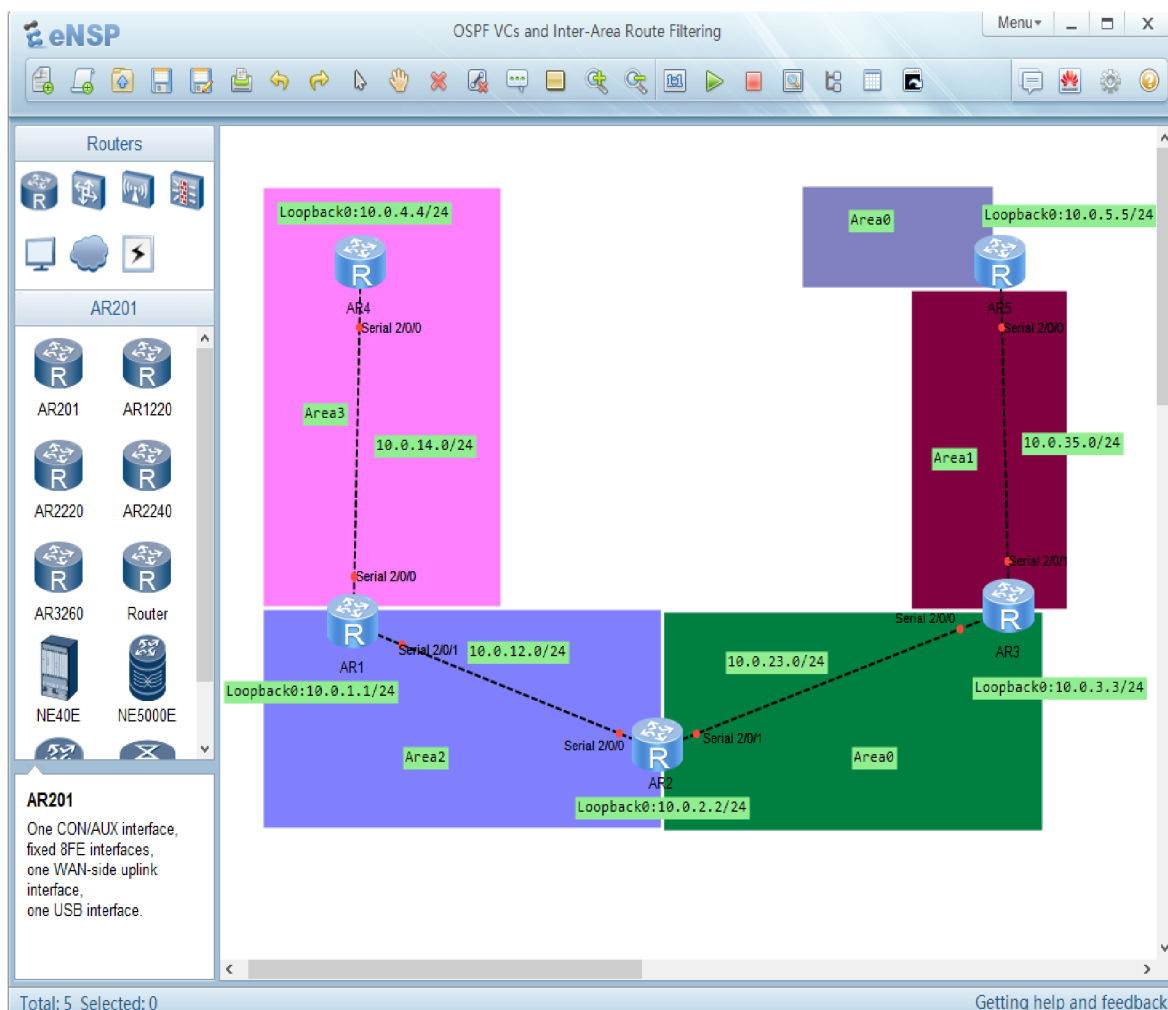 eNSP
OSPF VCs and Inter-Area Route Filtering
Menu
Routers
AR201
AR201
AR1220
AR2220
AR2240
AR3260
Router
NE40E
NE5000E
AR201
One CON/AUX interface,
fixed 8FE interfaces,
one WAN-side uplink
interface,
one USB interface.
Loopback0:10.0.4.4/24
R
AR4
Serial 2/0/0
Area3
10.0.14.0/24
Serial 2/0/0
R
AR1
Serial 2/0/1
10.0.12.0/24
Loopback0:10.0.1.1/24
Area2
Serial 2/0/0
R
AR2
Serial 2/0/1
Loopback0:10.0.2.2/24
10.0.23.0/24
Area0
Area0
Loopback0:10.0.5.5/24
R
AR5
Serial 2/0/0
10.0.35.0/24
Area1
Serial 2/0/1
Serial 2/0/0
R
AR3
Loopback0:10.0.3.3/24
Total: 5 Selected: 0
Getting help and feedback